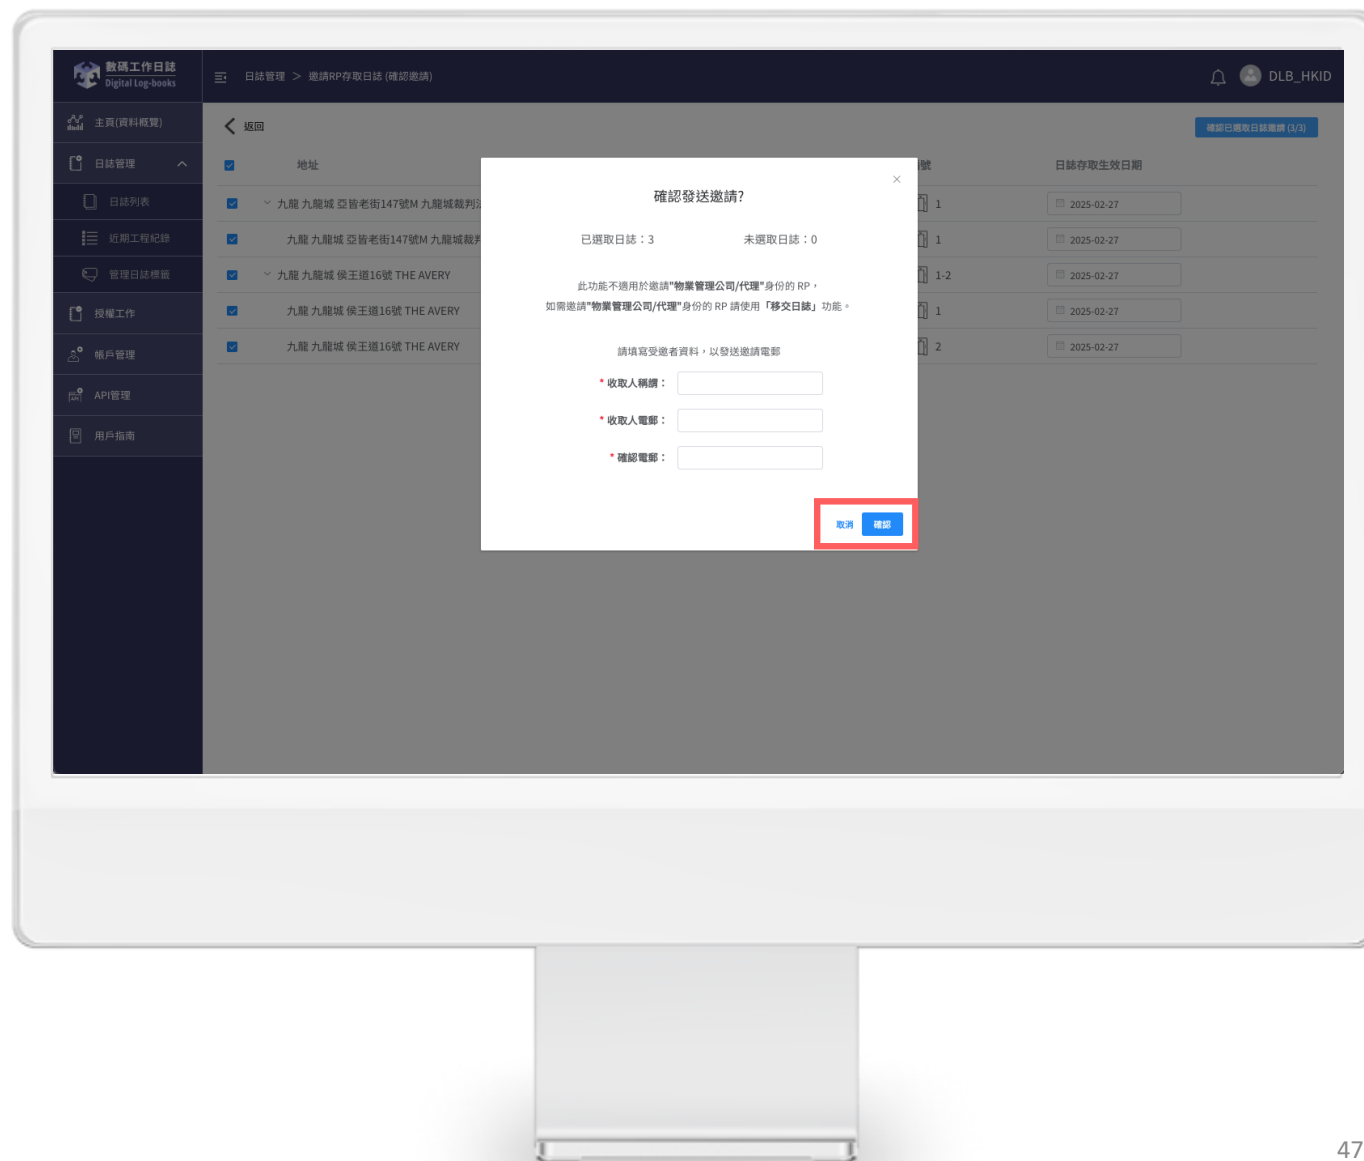 數碼工作日誌
Digital Log-books
日誌管理 > 邀請RP存取日誌 (確認邀請)
DLB_HKID
主頁(資料概覽)
日誌管理
日誌列表
近期工程紀錄
管理日誌標籤
授權工作
帳戶管理
API管理
用戶指南
返回
確認已選取日誌邀請 (3/3)
地址
號
日誌存取生效日期
九龍 九龍城 亞皆老街147號M 九龍城裁判
1
2025-02-27
九龍 九龍城 亞皆老街147號M 九龍城裁
1
2025-02-27
九龍 九龍城 侯王道16號 THE AVERY
1-2
2025-02-27
九龍 九龍城 侯王道16號 THE AVERY
1
2025-02-27
九龍 九龍城 侯王道16號 THE AVERY
2
2025-02-27
確認發送邀請?
已選取日誌：3 未選取日誌：0
此功能不適用於邀請"物業管理公司/代理"身份的 RP，
如需邀請"物業管理公司/代理"身份的 RP 請使用「移交日誌」功能。
請填寫受邀者資料，以發送邀請電郵
* 收取人稱謂：
* 收取人電郵：
* 確認電郵：
取消 確認
47